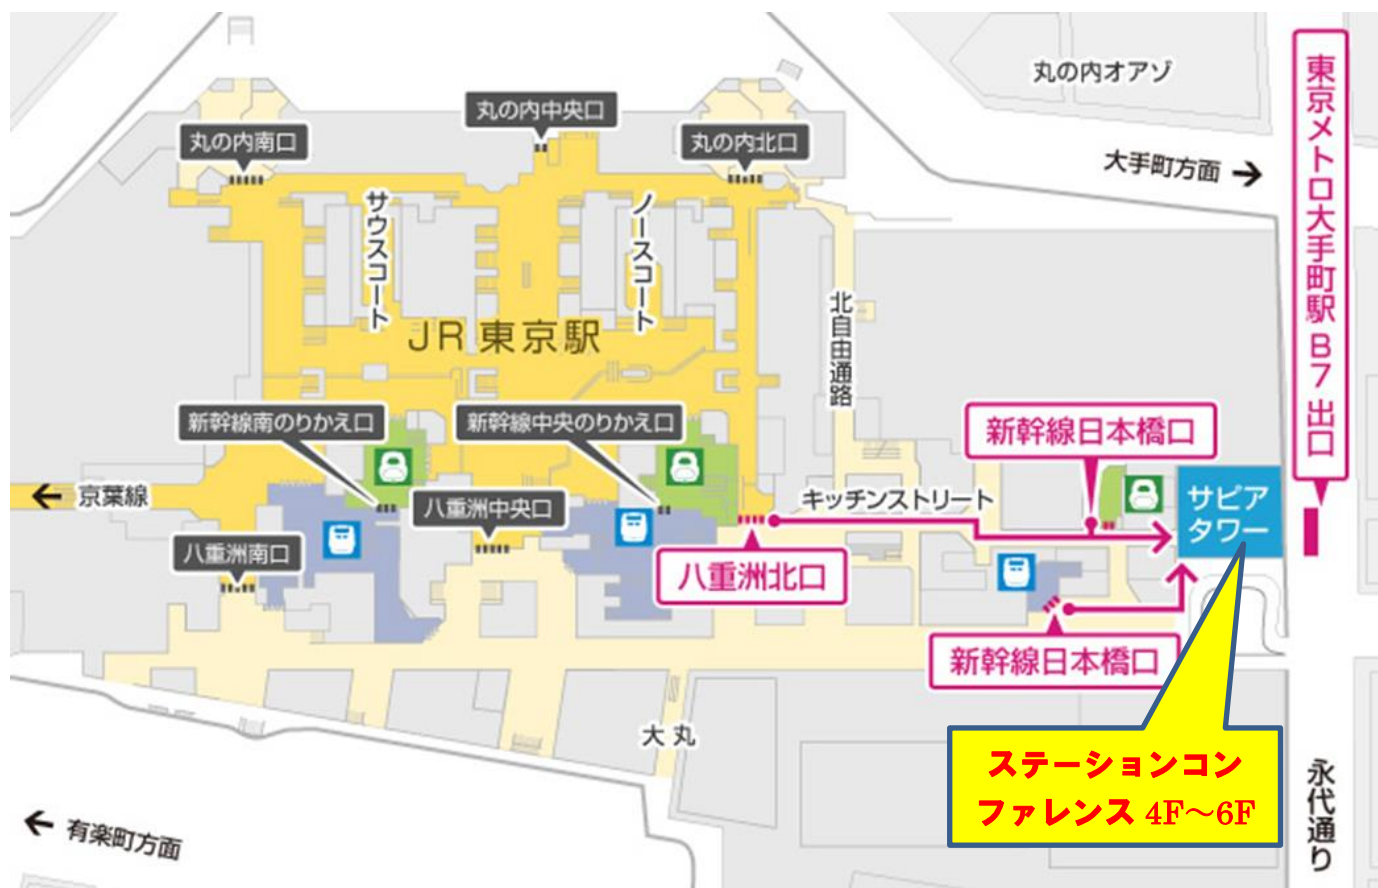 丸の内オアゾ
東京メトロ大手町駅 B7 出口
丸の内中央口
丸の内南口
丸の内北口
大手町方面 →
サウスコート
ノースコート
北自由通路
JR 東京駅
新幹線南のりかえ口
新幹線中央のりかえ口
新幹線日本橋口
← 京葉線
八重洲中央口
キッチンストリート
サピア
タワー
八重洲南口
八重洲北口
新幹線日本橋口
大丸
ステーションコン
ファレンス 4F～6F
永代通り
← 有楽町方面